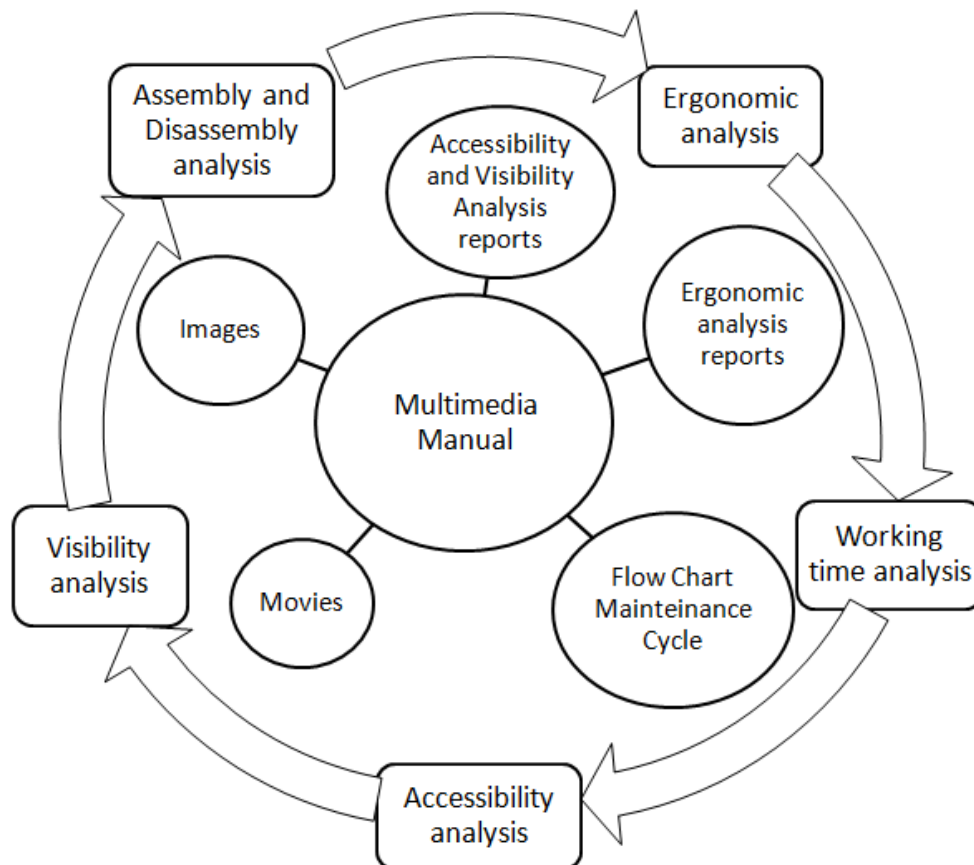 Assembly and
Disassembly
analysis
Ergonomic
analysis
Accessibility
and Visibility
Analysis
reports
Images
Ergonomic
analysis
reports
Multimedia
Manual
Visibility
analysis
Movies
Flow Chart
Mainteinance
Cycle
Working
time analysis
Accessibility
analysis